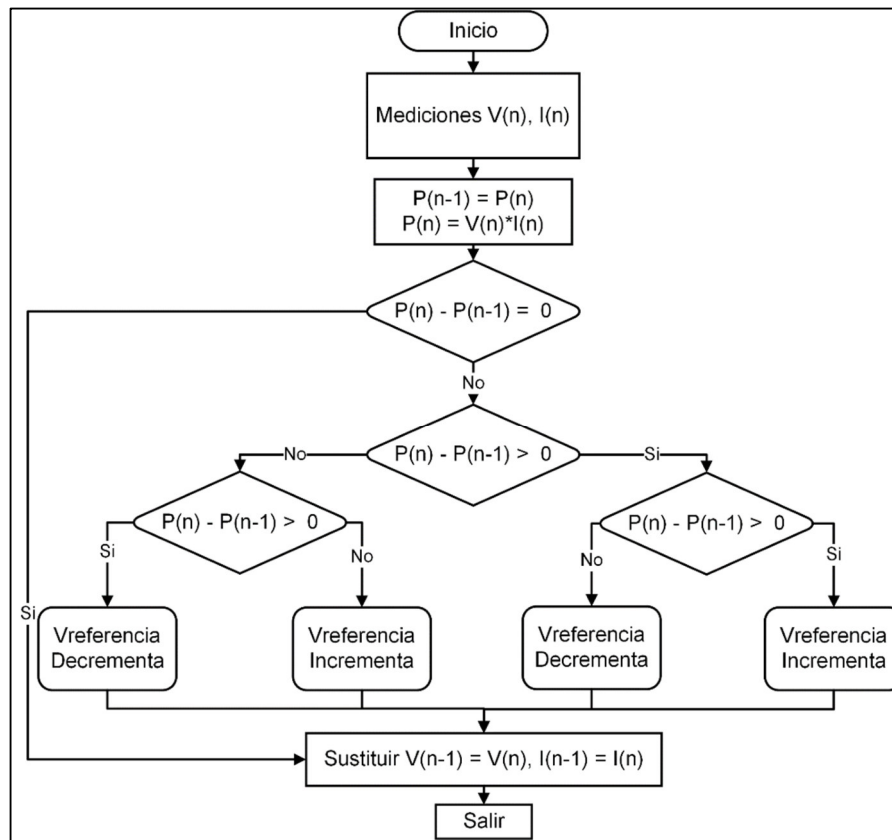 Inicio
Mediciones V(n), I(n)
P(n-1) = P(n)
P(n) = V(n)*I(n)
P(n) - P(n-1) = 0
No
P(n) - P(n-1) > 0
No
Si
P(n) - P(n-1) > 0
P(n) - P(n-1) > 0
Si
No
No
Si
Si
Vreferencia
Decrementa
Vreferencia
Incrementa
Vreferencia
Decrementa
Vreferencia
Incrementa
Sustituir V(n-1) = V(n), I(n-1) = I(n)
Salir